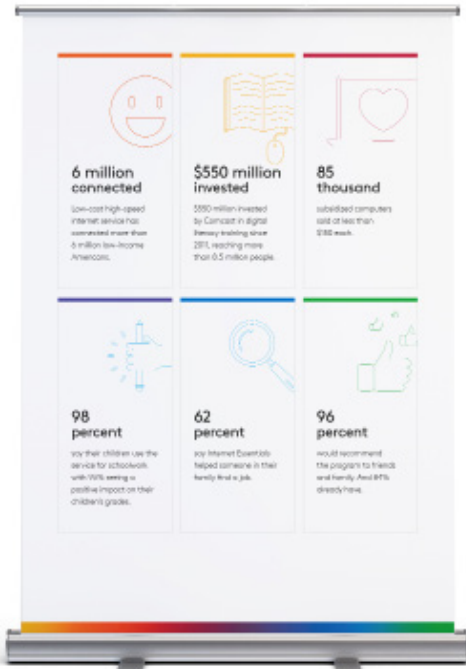 6 million
connected
Low-cost high-speed
internet service has
connected more than
6 million low-income
Americans.
$550 million
invested
$550 million invested
by Comcast in digital
literacy training since
2011, reaching more
than 8.5 million people.
85
thousand
subsidized computers
sold at less than
$150 each.
98
percent
say their children use the
service for schoolwork
with seeing a
positive impact on their
children's grades.
62
percent
say Internet Essentials
helped someone in their
family find a job.
96
percent
would recommend
the program to friends
and family. And
already have.